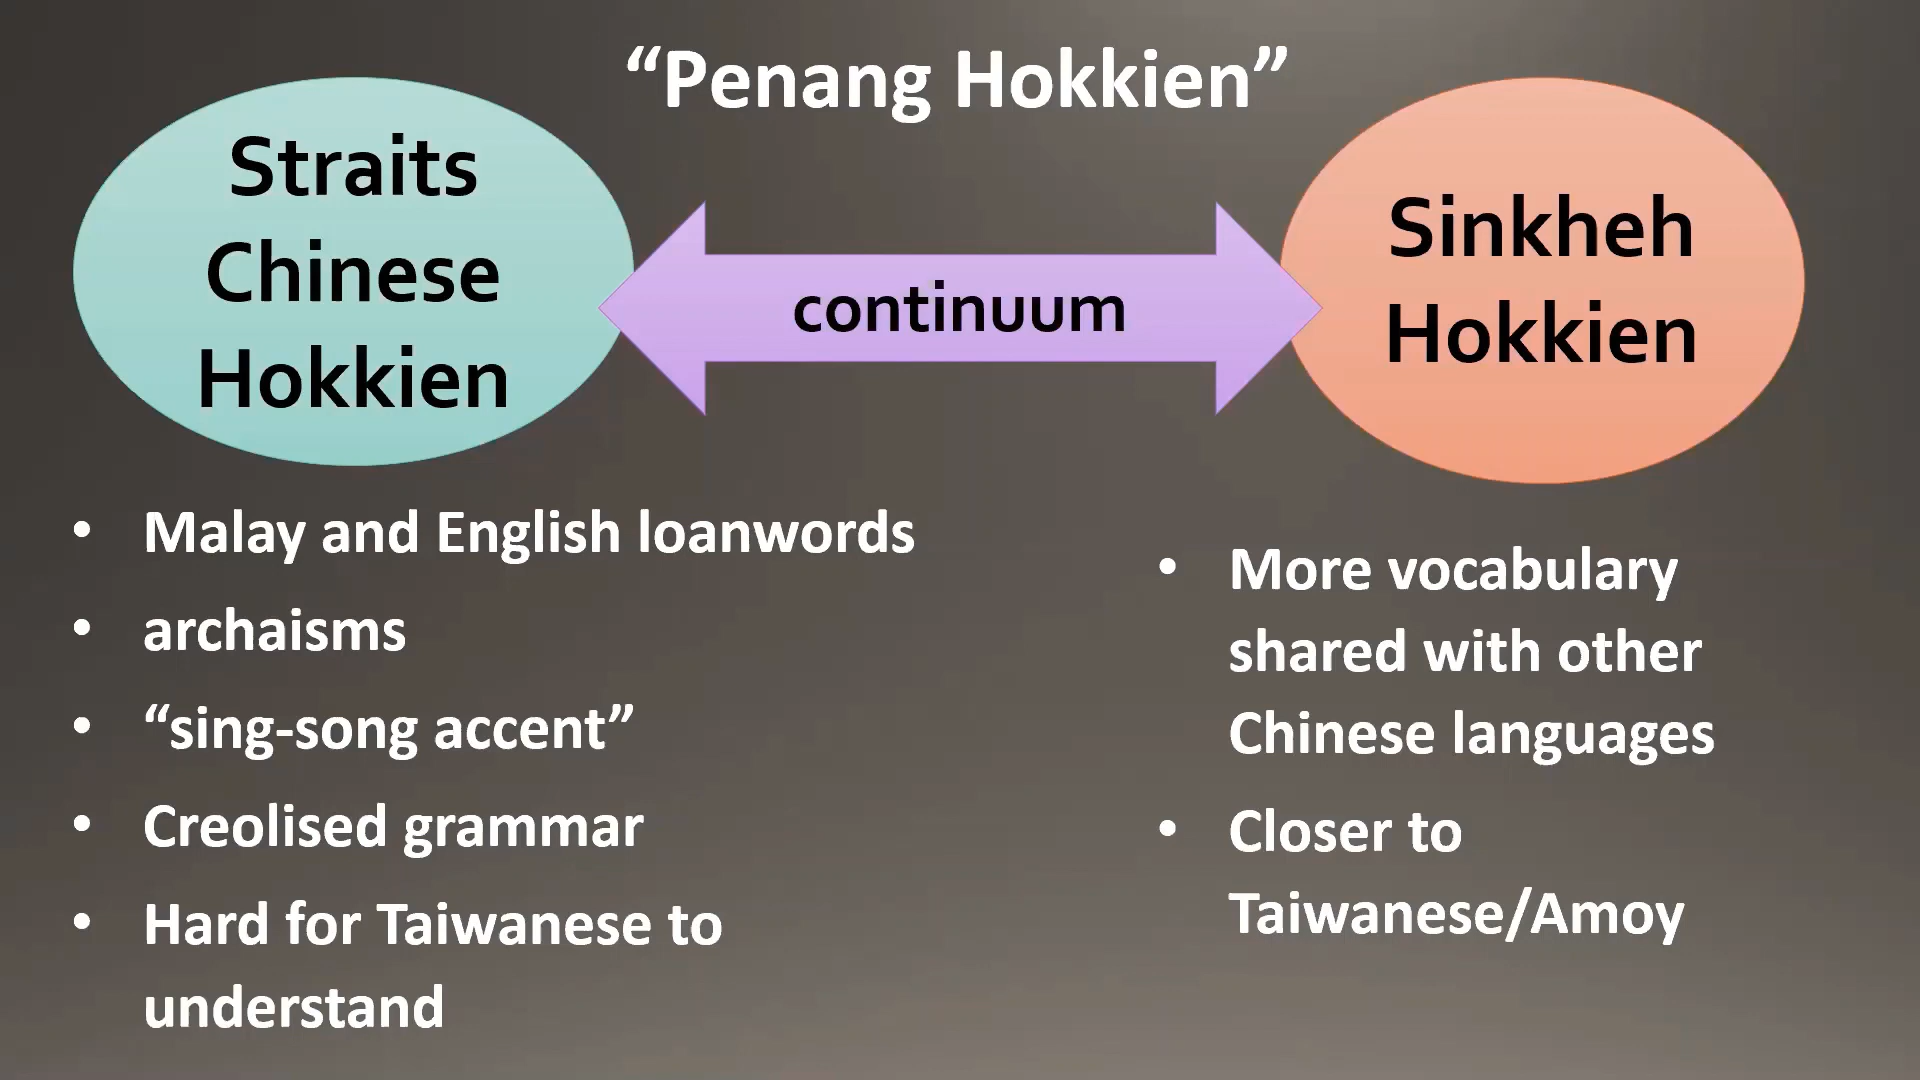 “Penang Hokkien”
Straits
Chinese
Hokkien
continuum
Sinkheh
Hokkien
• Malay and English loanwords
• archaisms
• “sing-song accent”
• Creolised grammar
• Hard for Taiwanese to
understand
• More vocabulary
shared with other
Chinese languages
• Closer to
Taiwanese/Amoy